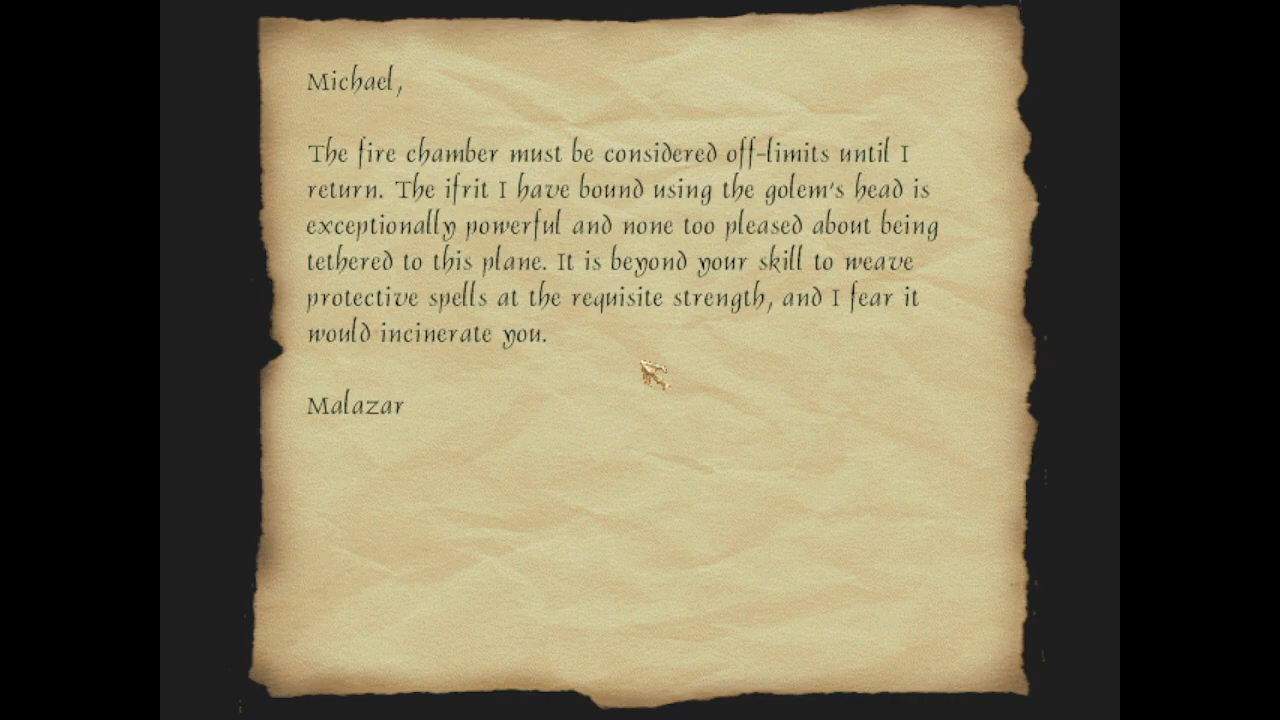 Michael,
The fire chamber must be considered off-limits until I
return. The ifrit I have bound using the golem's head is
exceptionally powerful and none too pleased about being
tethered to this plane. It is beyond your skill to weave
protective spells at the requisite strength, and I fear it
would incinerate you.
Malazar